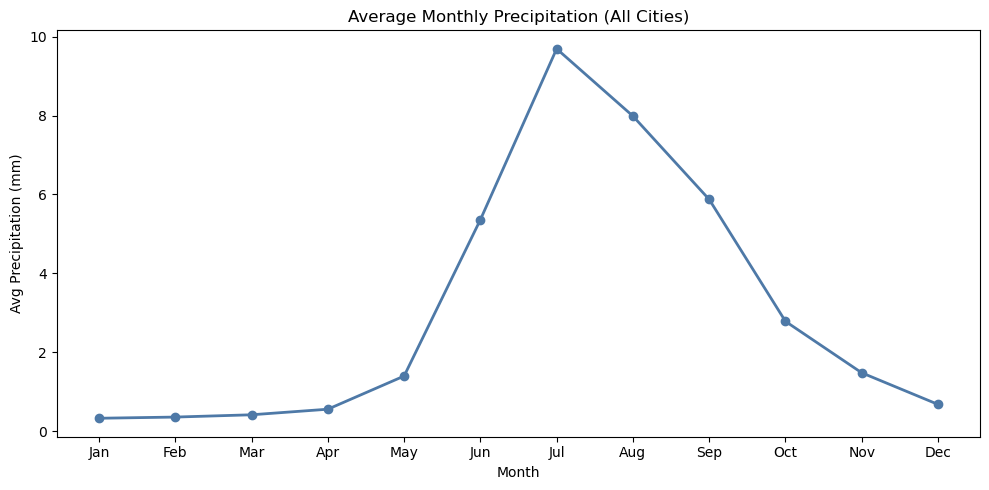 Average Monthly Precipitation (All Cities)
Avg Precipitation (mm)
10
8
6
4
2
0
Jan Feb Mar Apr May Jun Jul Aug Sep Oct Nov Dec
Month